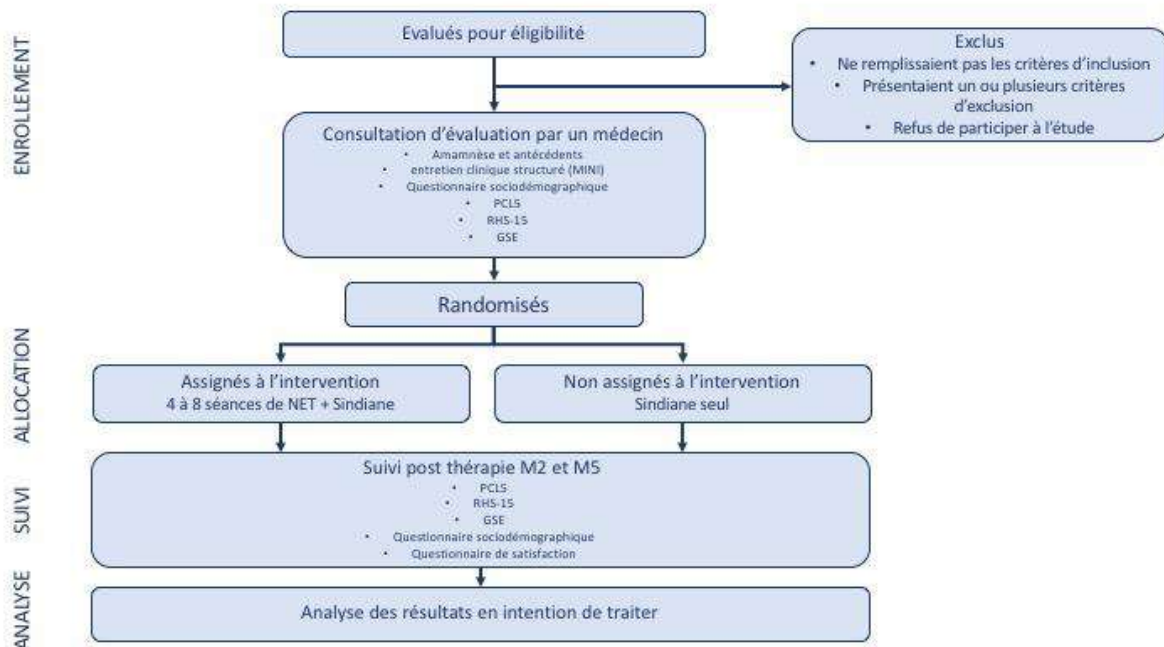 ENROLLEMENT
Evalués pour éligibilité
Exclus
• Ne remplissaient pas les critères d'inclusion
• Présentaient un ou plusieurs critères
d'exclusion
• Refus de participer à l'étude
Consultation d'évaluation par un médecin
• Amamnèse et antécédents
• entretien clinique structuré (MINI)
• Questionnaire sociodémographique
• PCL5
• RHS-15
• GSE
Randomisés
ALLOCATION
Assignés à l'intervention
4 à 8 séances de NET + Sindiane
Non assignés à l'intervention
Sindiane seul
SUIVI
Suivi post thérapie M2 et M5
• PCL5
• RHS-15
• GSE
• Questionnaire sociodémographique
• Questionnaire de satisfaction
ANALYSE
Analyse des résultats en intention de traiter